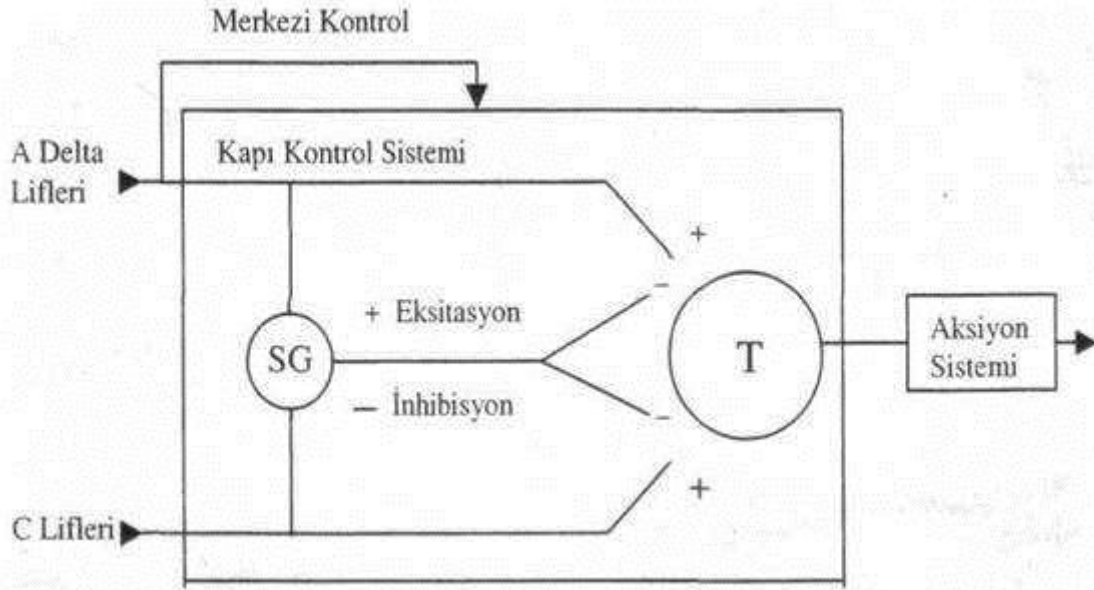 Merkezi Kontrol
A Delta
Lifleri
Kapı Kontrol Sistemi
+
-
+ Eksitasyon
SG
T
Aksiyon
Sistemi
— İnhibisyon
-
+
C Lifleri